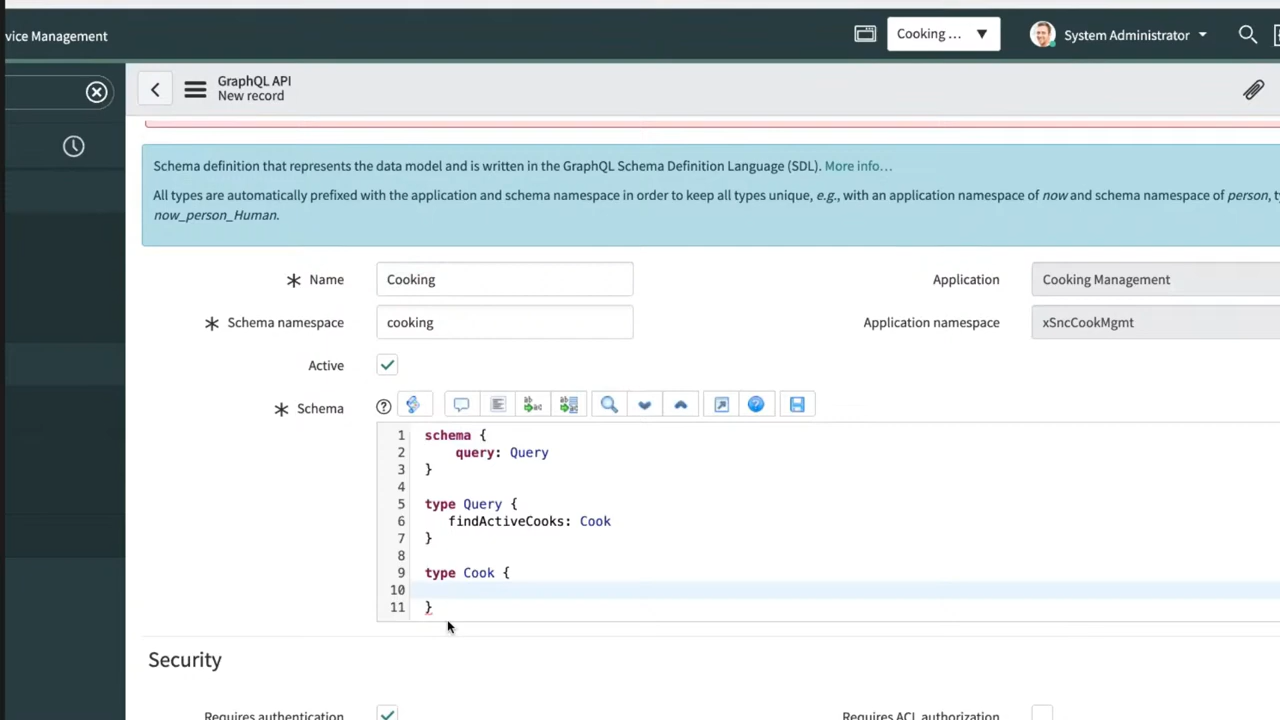 vice Management
Cooking ...
System Administrator
GraphQL API
New record
Schema definition that represents the data model and is written in the GraphQL Schema Definition Language (SDL). More info...
All types are automatically prefixed with the application and schema namespace in order to keep all types unique, e.g., with an application namespace of now and schema namespace of person, ty
now_person_Human.
Name
Cooking
Application
Cooking Management
Schema namespace
cooking
Application namespace
xSncCookMgmt
Active
Schema
1 schema {
2 query: Query
3 }
4
5 type Query {
6 findActiveCooks: Cook
7 }
8
9 type Cook {
10
11 }
Security
Requires authentication
Requires ACL authorization